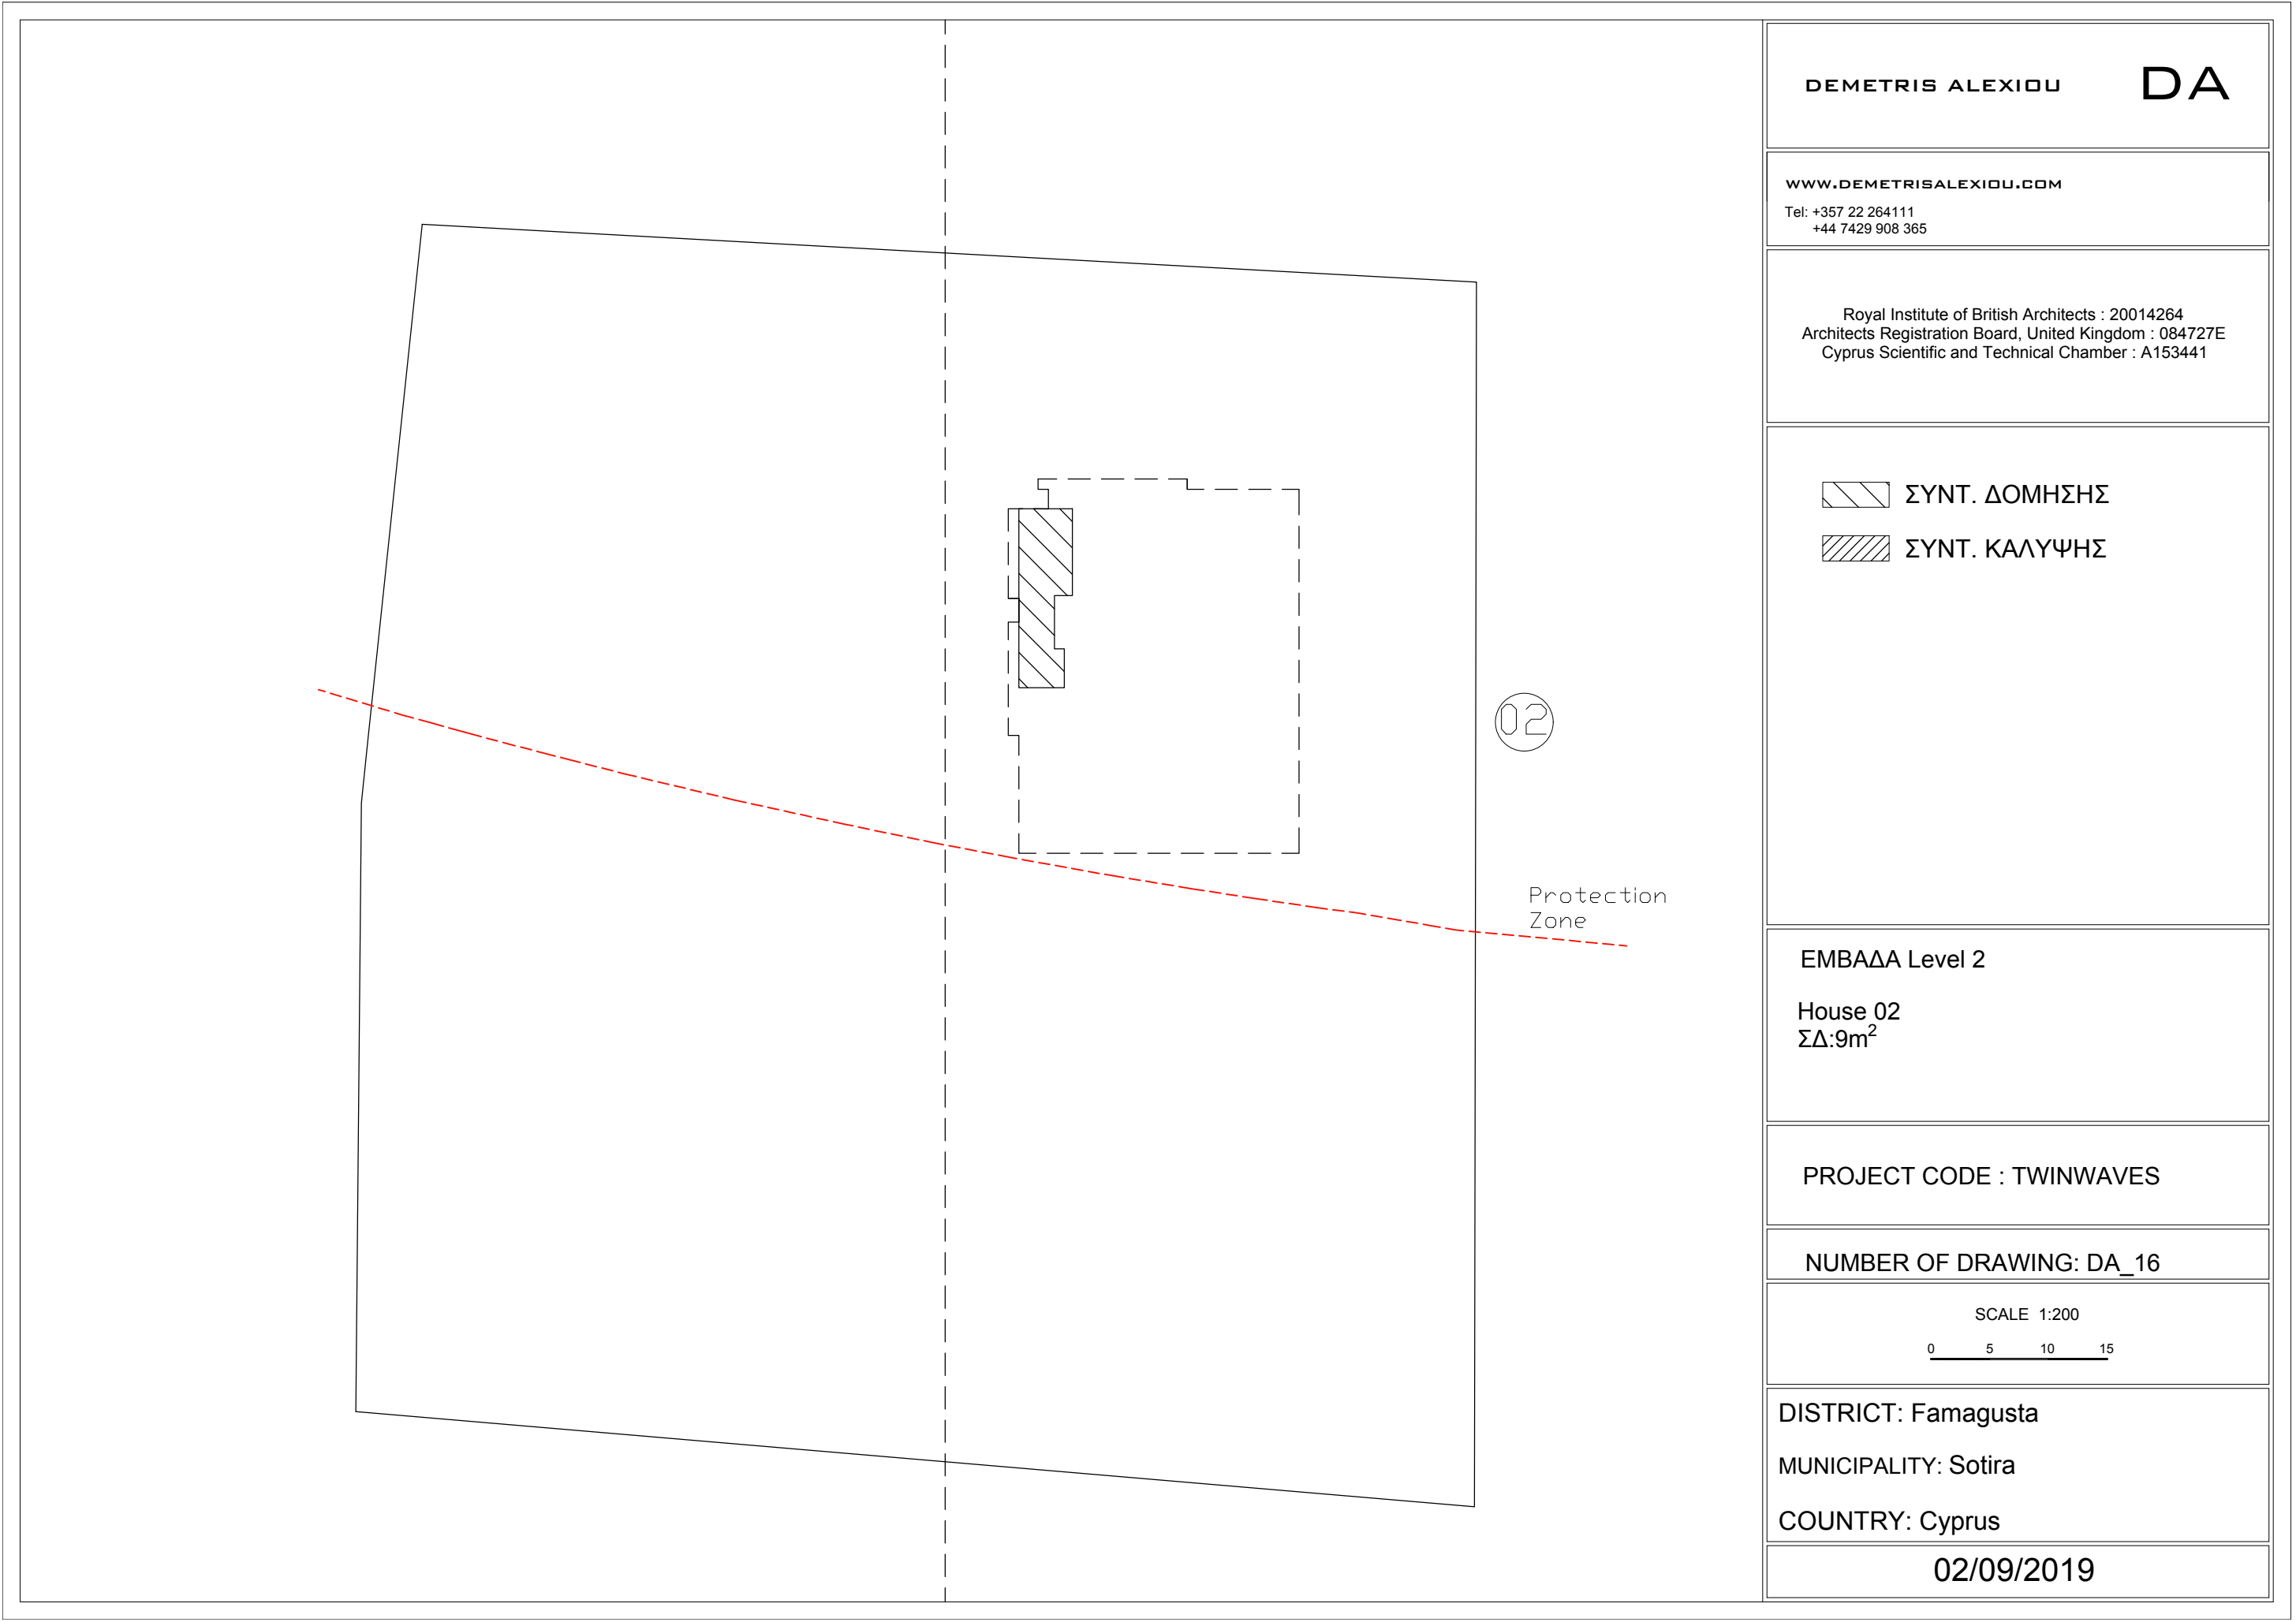 DEMETRIS ALEXIOU DA
WWW.DEMETRISALEXIOU.COM
Tel: +357 22 264111
+44 7429 908 365
Royal Institute of British Architects : 20014264
Architects Registration Board, United Kingdom : 084727E
Cyprus Scientific and Technical Chamber : A153441
ΣΥΝΤ. ΔΟΜΗΣΗΣ
ΣΥΝΤ. ΚΑΛΥΨΗΣ
02
Protection
Zone
ΕΜΒΑΔΑ Level 2
House 02
ΣΔ:9m²
PROJECT CODE : TWINWAVES
NUMBER OF DRAWING: DA_16
SCALE 1:200
0 5 10 15
DISTRICT: Famagusta
MUNICIPALITY: Sotira
COUNTRY: Cyprus
02/09/2019